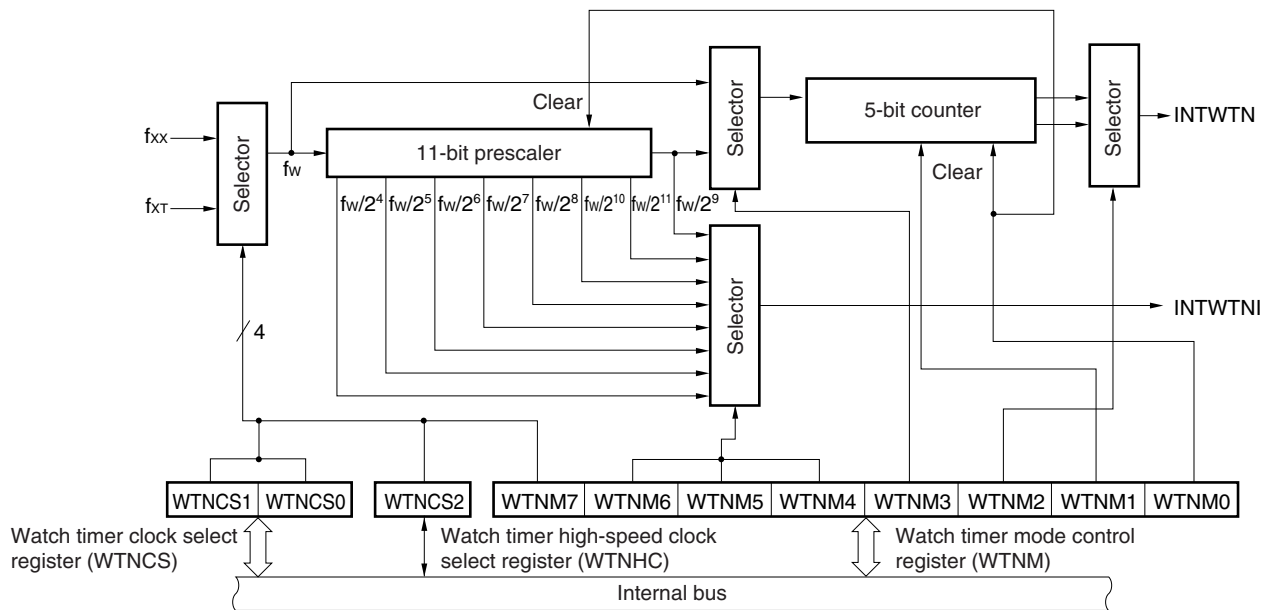 Clear
Selector
5-bit counter
Selector
INTWTN
fXX
Selector
fW
11-bit prescaler
Clear
fXT
fW/2⁴
fW/2⁵
fW/2⁶
fW/2⁷
fW/2⁸
fW/2¹⁰
fW/2¹¹
fW/2⁹
Selector
INTWTNI
4
WTNCS1
WTNCS0
WTNCS2
WTNM7
WTNM6
WTNM5
WTNM4
WTNM3
WTNM2
WTNM1
WTNM0
Watch timer clock select
register (WTNCS)
Watch timer high-speed clock
select register (WTNHC)
Watch timer mode control
register (WTNM)
Internal bus